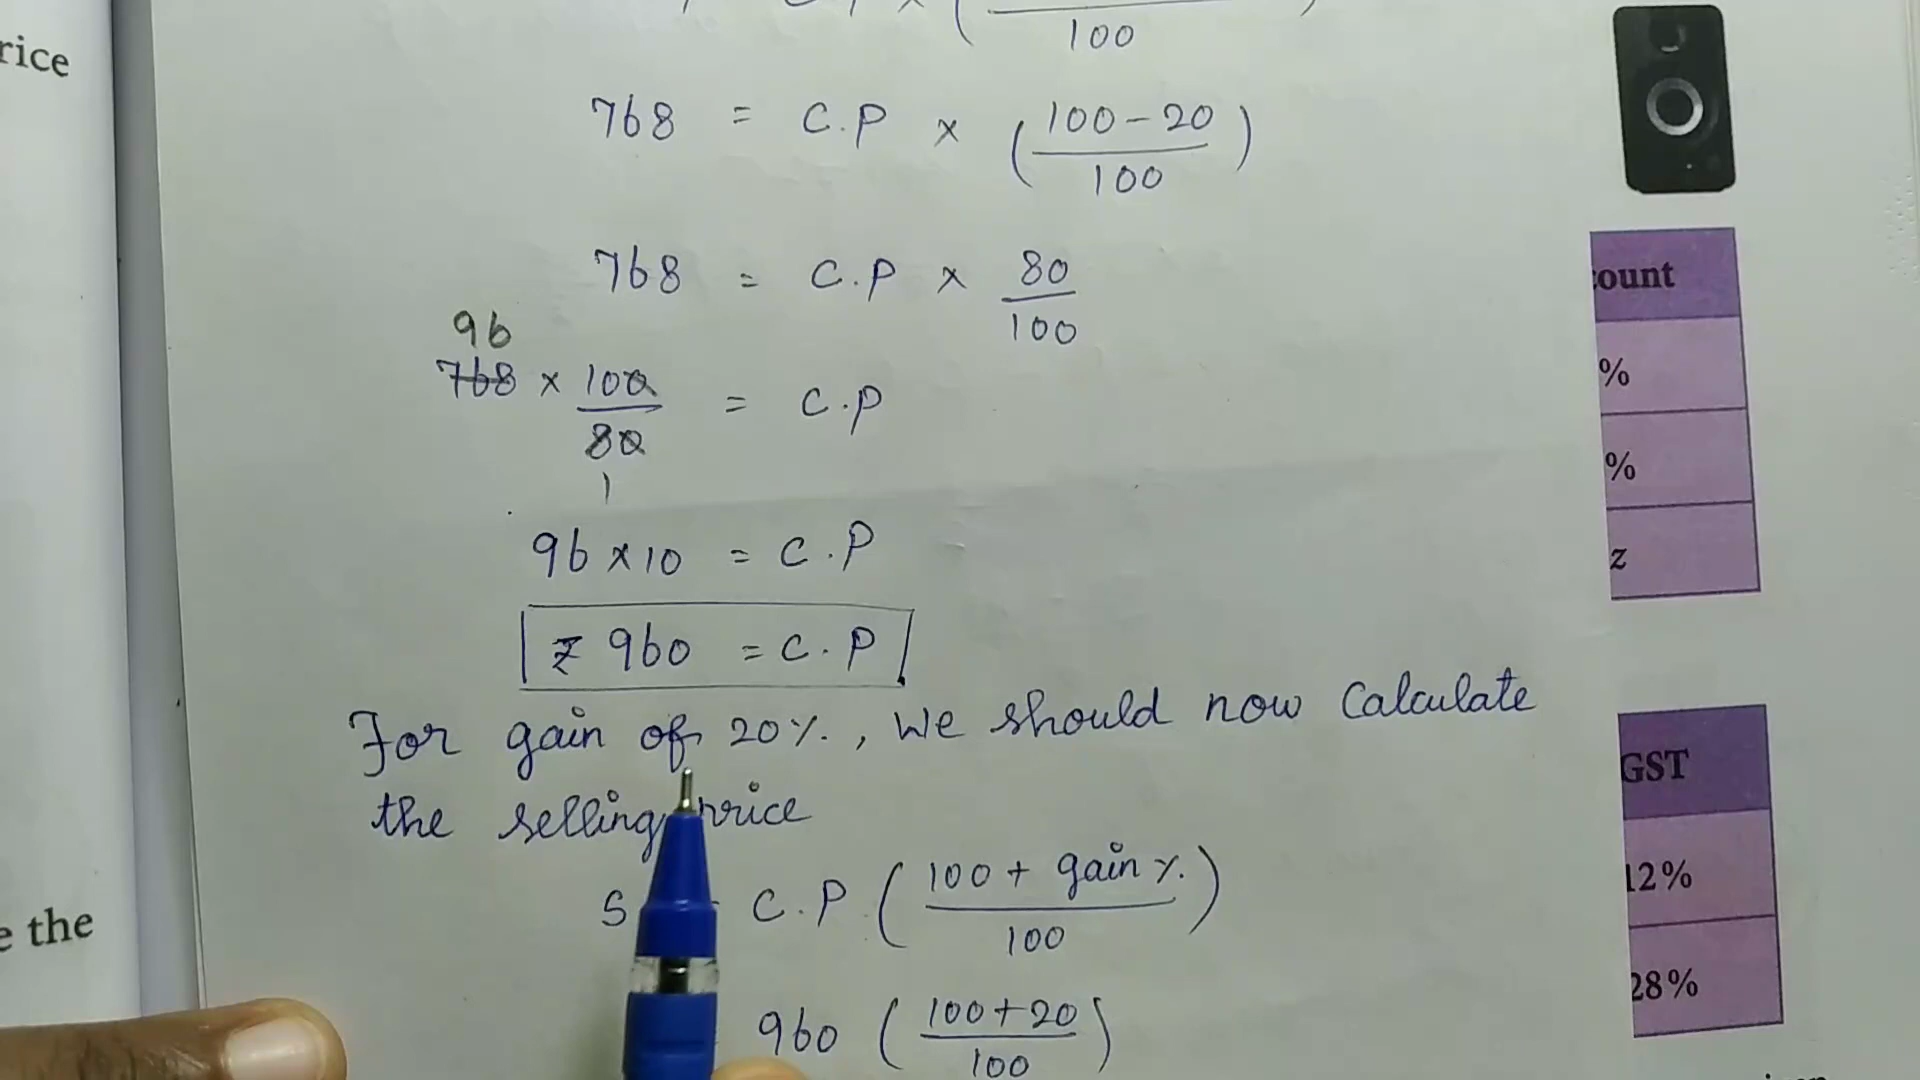 100
768 = C.P × (100-20 / 100)
768 = C.P × 80/100
96
768 × 100/80 = C.P
1
96 × 10 = C.P
₹ 960 = C.P
For gain of 20%, We should now Calculate
the selling price
S = C.P (100 + gain% / 100)
960 (100+20 / 100)
rice
e the
count
%
%
z
GST
12%
28%